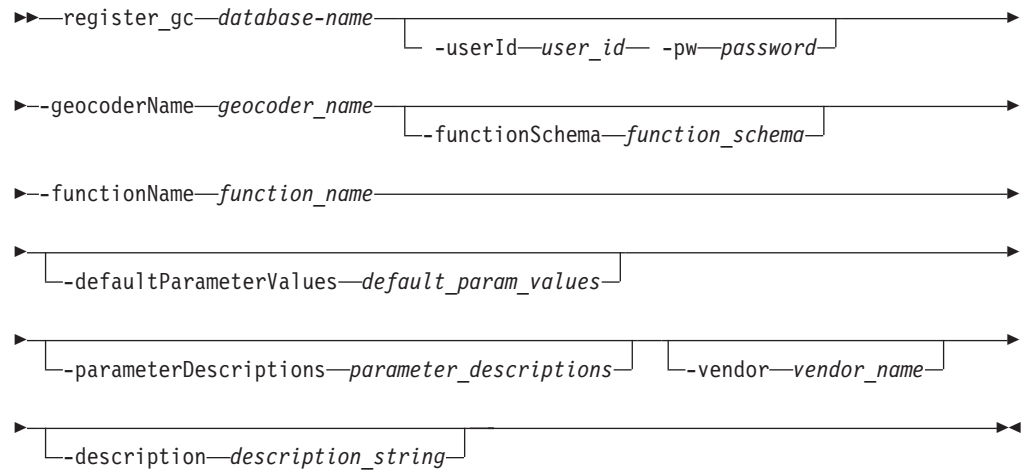 register_gc database-name
-userId user_id -pw password
-geocoderName geocoder_name
-functionSchema function_schema
-functionName function_name
-defaultParameterValues default_param_values
-parameterDescriptions parameter_descriptions -vendor vendor_name
-description description_string